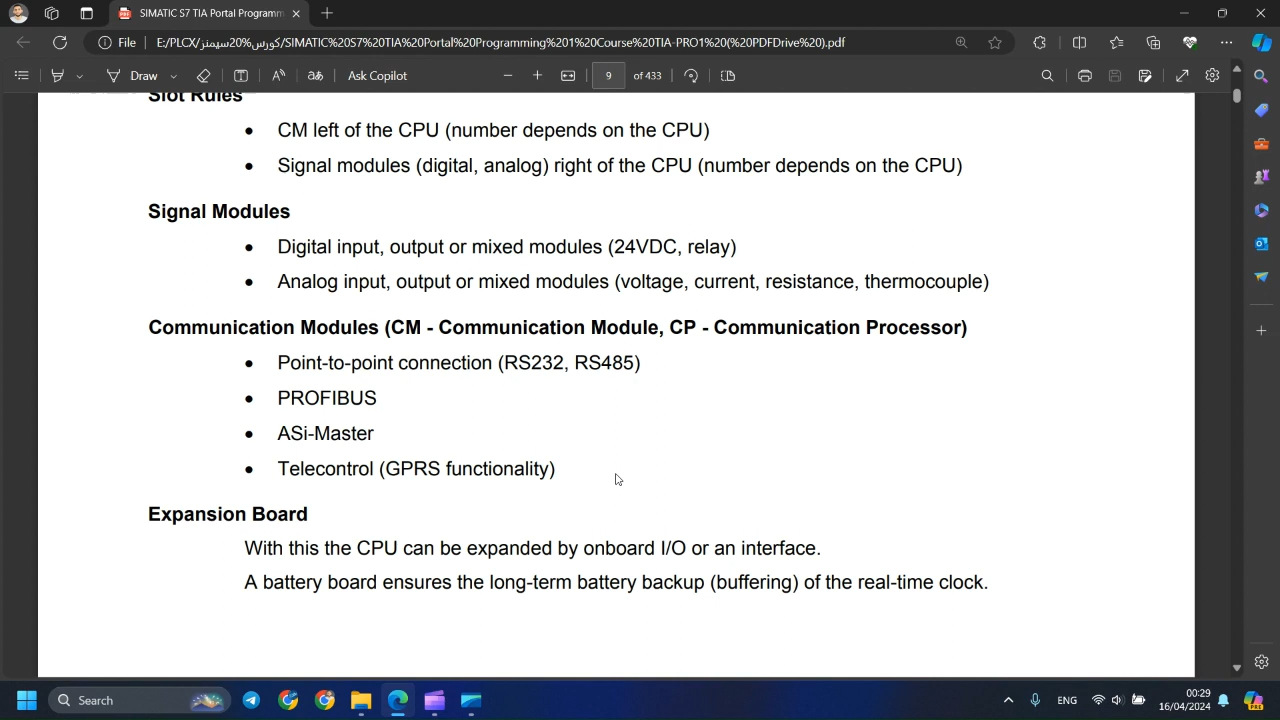 SIMATIC S7 TIA Portal Programm
File
E:/PLCX/کورس%20سیمنز/SIMATIC%20S7%20TIA%20Portal%20Programming%201%20Course%20TIA-PRO1%20(%20PDFDrive%20).pdf
Draw
Ask Copilot
9
of 433
Slot Rules
• CM left of the CPU (number depends on the CPU)
• Signal modules (digital, analog) right of the CPU (number depends on the CPU)
Signal Modules
• Digital input, output or mixed modules (24VDC, relay)
• Analog input, output or mixed modules (voltage, current, resistance, thermocouple)
Communication Modules (CM - Communication Module, CP - Communication Processor)
• Point-to-point connection (RS232, RS485)
• PROFIBUS
• ASi-Master
• Telecontrol (GPRS functionality)
Expansion Board
With this the CPU can be expanded by onboard I/O or an interface.
A battery board ensures the long-term battery backup (buffering) of the real-time clock.
Search
ENG
00:29
16/04/2024